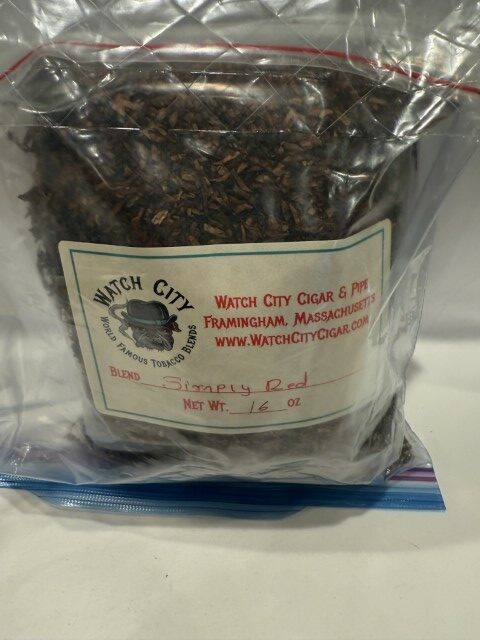 WATCH CITY
WORLD FAMOUS TOBACCO BLENDS
WATCH CITY CIGAR & PIPE
FRAMINGHAM, MASSACHUSETTS
WWW.WATCHCITYCIGAR.COM
BLEND Simply Red
NET WT. 16 OZ